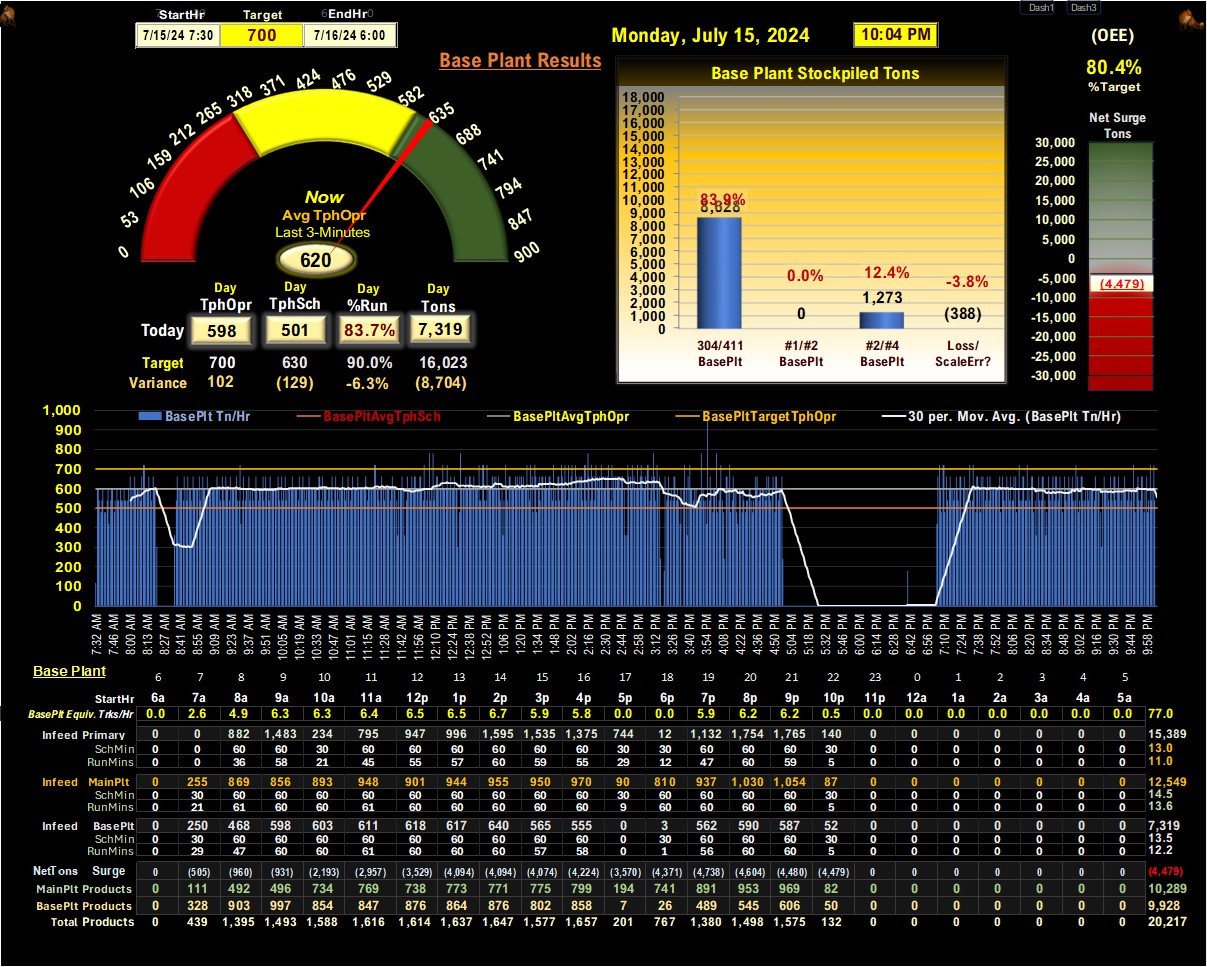 StartHr Target EndHr
7/15/24 7:30 700 7/16/24 6:00
Monday, July 15, 2024 10:04 PM
Dash1 Dash3
(OEE)
80.4%
%Target
Base Plant Results
0 53 106 159 212 265 318 371 424 476 529 582 635 688 741 794 847 900
Now
Avg TphOpr
Last 3-Minutes
620
Day Day Day Day
TphOpr TphSch %Run Tons
Today 598 501 83.7% 7,319
Target 700 630 90.0% 16,023
Variance 102 (129) -6.3% (8,704)
Base Plant Stockpiled Tons
18,000
17,000
16,000
15,000
14,000
13,000
12,000
11,000
10,000
9,000
8,000
7,000
6,000
5,000
4,000
3,000
2,000
1,000
0
83.9% 0.0% 12.4% -3.8%
8,628 0 1,273 (388)
304/411 #1/#2 #2/#4 Loss/
BasePlt BasePlt BasePlt ScaleErr?
Net Surge
Tons
30,000
25,000
20,000
15,000
10,000
5,000
0
-5,000
-10,000
-15,000
-20,000
-25,000
-30,000
(4,479)
BasePlt Tn/Hr BasePltAvgTphSch BasePltAvgTphOpr BasePltTargetTphOpr 30 per. Mov. Avg. (BasePlt Tn/Hr)
1,000
900
800
700
600
500
400
300
200
100
0
7:32 AM 7:46 AM 8:00 AM 8:13 AM 8:27 AM 8:41 AM 8:55 AM 9:09 AM 9:23 AM 9:37 AM 9:51 AM 10:05 AM 10:19 AM 10:33 AM 10:47 AM 11:01 AM 11:15 AM 11:28 AM 11:42 AM 11:56 AM 12:10 PM 12:24 PM 12:38 PM 12:52 PM 1:06 PM 1:20 PM 1:34 PM 1:48 PM 2:02 PM 2:16 PM 2:30 PM 2:44 PM 2:58 PM 3:12 PM 3:26 PM 3:40 PM 3:54 PM 4:08 PM 4:22 PM 4:36 PM 4:50 PM 5:04 PM 5:18 PM 5:32 PM 5:46 PM 6:00 PM 6:14 PM 6:28 PM 6:42 PM 6:56 PM 7:10 PM 7:24 PM 7:38 PM 7:52 PM 8:06 PM 8:20 PM 8:34 PM 8:48 PM 9:02 PM 9:16 PM 9:30 PM 9:44 PM 9:58 PM
Base Plant 6 7 8 9 10 11 12 13 14 15 16 17 18 19 20 21 22 23 0 1 2 3 4 5
StartHr 6a 7a 8a 9a 10a 11a 12p 1p 2p 3p 4p 5p 6p 7p 8p 9p 10p 11p 12a 1a 2a 3a 4a 5a
BasePlt Equiv. Trks/Hr 0.0 2.6 4.9 6.3 6.3 6.4 6.5 6.5 6.7 5.9 5.8 0.0 0.0 5.9 6.2 6.2 0.5 0.0 0.0 0.0 0.0 0.0 0.0 0.0 77.0
Infeed Primary 0 0 882 1,483 234 795 947 996 1,595 1,535 1,375 744 12 1,132 1,754 1,765 140 0 0 0 0 0 0 0 15,389
SchMin 0 0 60 60 30 60 60 60 60 60 60 30 30 60 60 60 30 0 0 0 0 0 0 0 13.0
RunMins 0 0 36 58 21 45 55 57 60 59 55 29 12 47 60 59 5 0 0 0 0 0 0 0 11.0
Infeed MainPlt 0 255 869 856 893 948 901 944 955 950 970 90 810 937 1,030 1,054 87 0 0 0 0 0 0 0 12,549
SchMin 0 30 60 60 60 60 60 60 60 60 60 30 60 60 60 60 30 0 0 0 0 0 0 0 14.5
RunMins 0 21 61 60 60 61 60 60 60 60 60 9 60 60 60 60 5 0 0 0 0 0 0 0 13.6
Infeed BasePlt 0 250 468 598 603 611 618 617 640 565 555 0 3 562 590 587 52 0 0 0 0 0 0 0 7,319
SchMin 0 30 60 60 60 60 60 60 60 60 60 0 30 60 60 60 30 0 0 0 0 0 0 0 13.5
RunMins 0 29 47 60 60 61 60 60 60 57 58 0 1 56 60 60 5 0 0 0 0 0 0 0 12.2
NetTons Surge 0 (505) (960) (931) (2,193) (2,957) (3,529) (4,094) (4,094) (4,074) (4,224) (3,570) (4,371) (4,738) (4,604) (4,480) (4,479) 0 0 0 0 0 0 0 (4,479)
MainPlt Products 0 111 492 496 734 769 738 773 771 775 799 194 741 891 953 969 82 0 0 0 0 0 0 0 10,289
BasePlt Products 0 328 903 997 854 847 876 864 876 802 858 7 26 489 545 606 50 0 0 0 0 0 0 0 9,928
Total Products 0 439 1,395 1,493 1,588 1,616 1,614 1,637 1,647 1,577 1,657 201 767 1,380 1,498 1,575 132 0 0 0 0 0 0 0 20,217